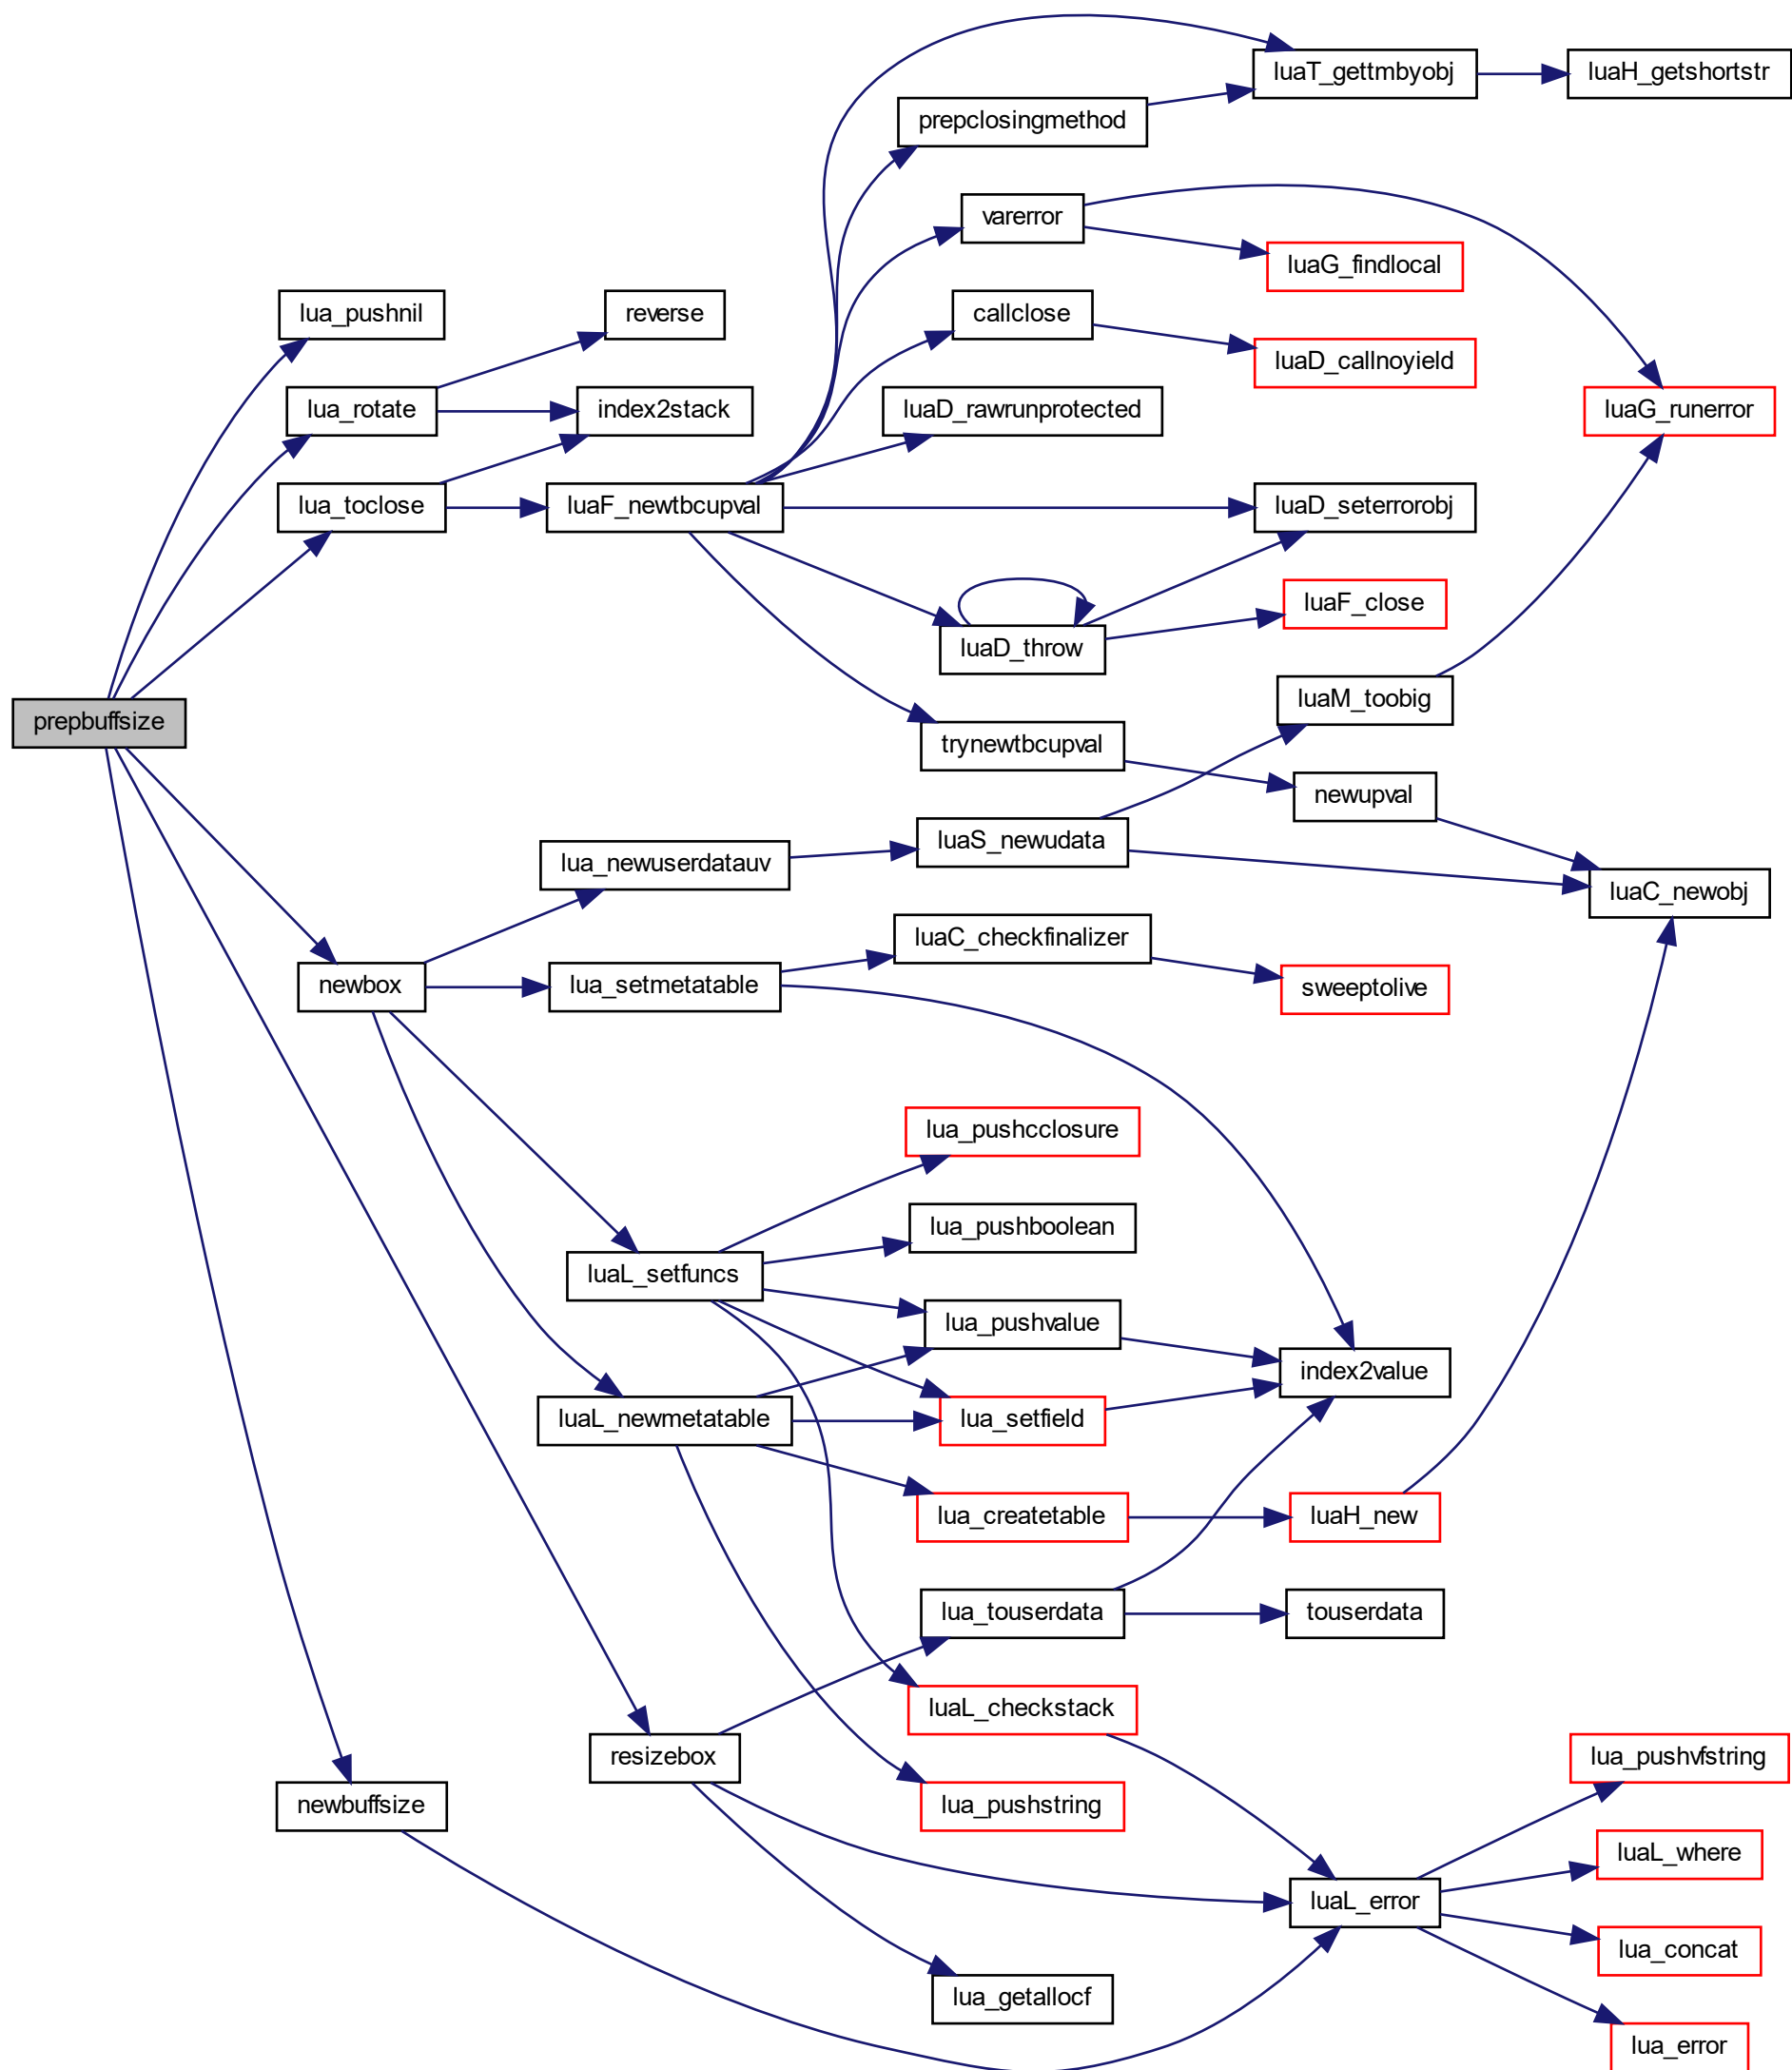 luaT_gettmbyobj
luaH_getshortstr
prepclosingmethod
varerror
luaG_findlocal
lua_pushnil
reverse
callclose
luaD_callnoyield
lua_rotate
index2stack
luaD_rawrunprotected
luaG_runerror
lua_toclose
luaF_newtbcupval
luaD_seterrorobj
luaF_close
luaD_throw
luaM_toobig
prepbuffsize
trynewtbcupval
newupval
lua_newuserdatauv
luaS_newudata
luaC_newobj
luaC_checkfinalizer
newbox
lua_setmetatable
sweeptolive
lua_pushcclosure
lua_pushboolean
luaL_setfuncs
lua_pushvalue
index2value
luaL_newmetatable
lua_setfield
lua_createtable
luaH_new
lua_touserdata
touserdata
luaL_checkstack
resizebox
lua_pushvfstring
newbuffsize
lua_pushstring
luaL_where
luaL_error
lua_concat
lua_getallocf
lua_error